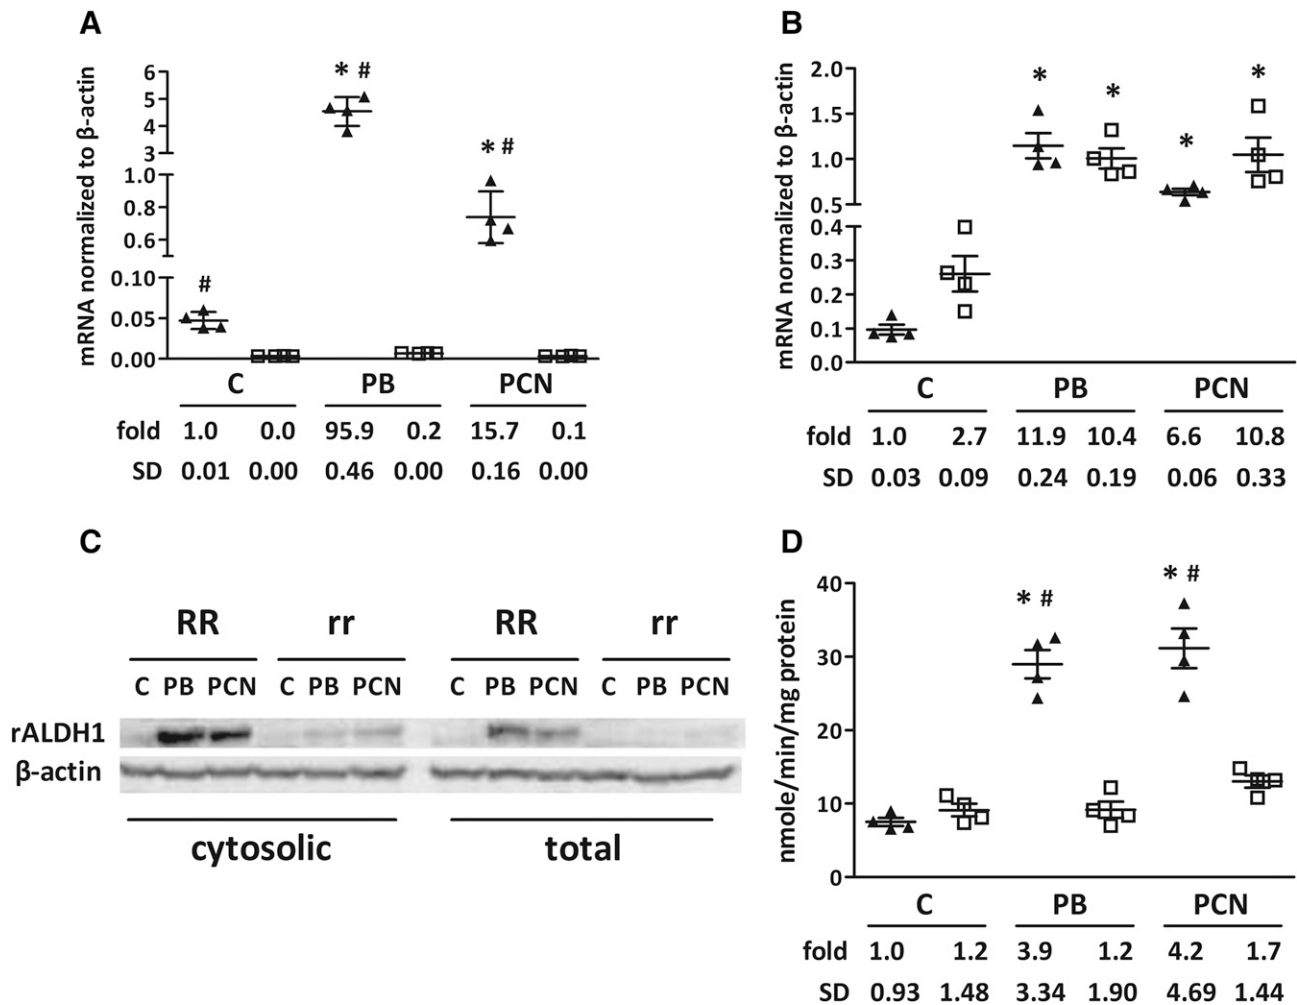 A
mRNA normalized to β-actin
6
5
4
3
1.0
0.8
0.6
0.10
0.05
0.00
#
* #
* #
C PB PCN
fold 1.0 0.0 95.9 0.2 15.7 0.1
SD 0.01 0.00 0.46 0.00 0.16 0.00
B
mRNA normalized to β-actin
2.0
1.5
1.0
0.5
0.4
0.3
0.2
0.1
0.0
* * * *
C PB PCN
fold 1.0 2.7 11.9 10.4 6.6 10.8
SD 0.03 0.09 0.24 0.19 0.06 0.33
C
RR rr RR rr
C PB PCN C PB PCN C PB PCN C PB PCN
rALDH1
β-actin
cytosolic total
D
nmole/min/mg protein
40
30
20
10
0
* #
* #
C PB PCN
fold 1.0 1.2 3.9 1.2 4.2 1.7
SD 0.93 1.48 3.34 1.90 4.69 1.44